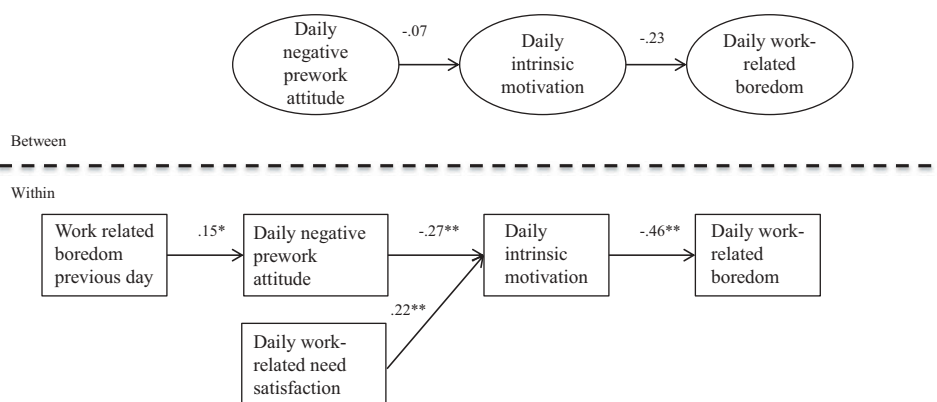 Daily
negative
prework
attitude
-.07
Daily
intrinsic
motivation
-.23
Daily work-
related
boredom
Between
Within
Work related
boredom
previous day
.15*
Daily negative
prework
attitude
-.27**
Daily
intrinsic
motivation
-.46**
Daily work-
related
boredom
.22**
Daily work-
related need
satisfaction